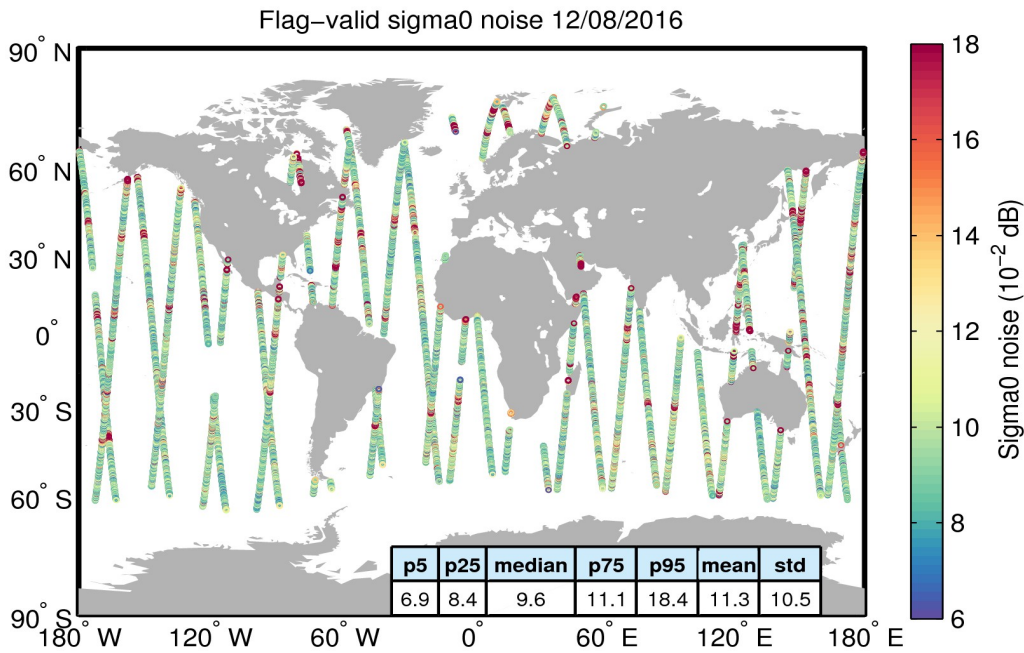 Flag−valid sigma0 noise 12/08/2016
90° N
60° N
30° N
0°
30° S
60° S
90° S
180° W
120° W
60° W
0°
60° E
120° E
180° E
p5 p25 median p75 p95 mean std
6.9 8.4 9.6 11.1 18.4 11.3 10.5
18
16
14
12
10
8
6
Sigma0 noise (10⁻² dB)